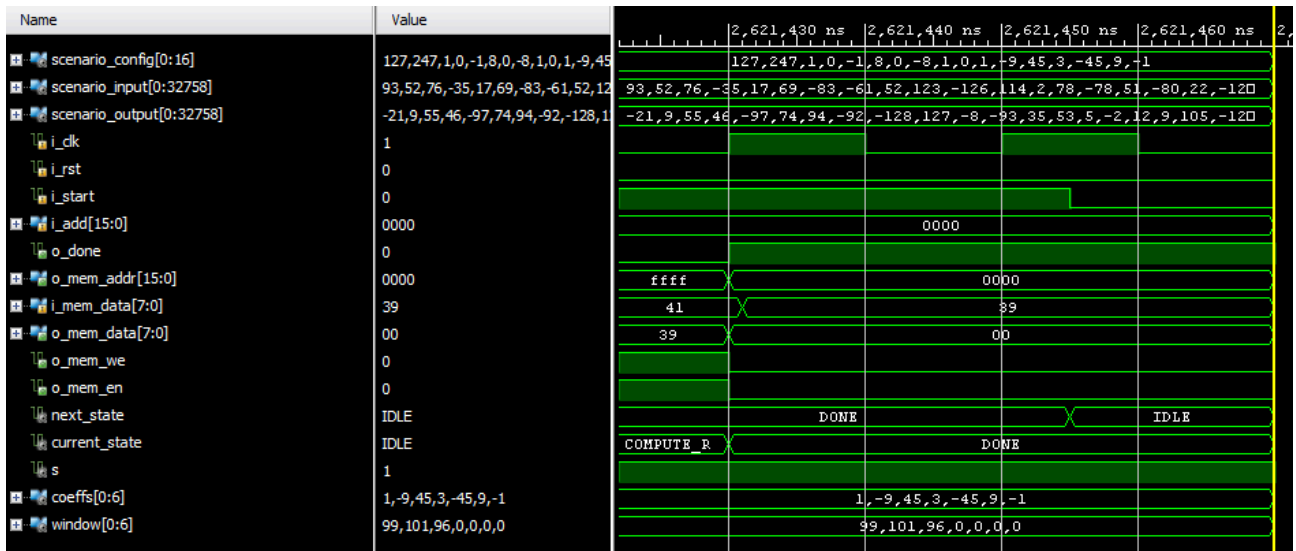 Name Value 2,621,430 ns 2,621,440 ns 2,621,450 ns 2,621,460 ns 2,
scenario_config[0:16] 127,247,1,0,-1,8,0,-8,1,0,1,-9,45 127,247,1,0,-1,8,0,-8,1,0,1,-9,45,3,-45,9,-1
scenario_input[0:32758] 93,52,76,-35,17,69,-83,-61,52,12 93,52,76,-35,17,69,-83,-61,52,123,-126,114,2,78,-78,51,-80,22,-12
scenario_output[0:32758] -21,9,55,46,-97,74,94,-92,-128,1 -21,9,55,46,-97,74,94,-92,-128,127,-8,-93,35,53,5,-2,12,9,105,-12
i_clk 1
i_rst 0
i_start 0
i_add[15:0] 0000 0000
o_done 0
o_mem_addr[15:0] 0000 ffff 0000
i_mem_data[7:0] 39 41 39
o_mem_data[7:0] 00 39 00
o_mem_we 0
o_mem_en 0
next_state IDLE DONE IDLE
current_state IDLE COMPUTE_R DONE
s 1
coeffs[0:6] 1,-9,45,3,-45,9,-1 1,-9,45,3,-45,9,-1
window[0:6] 99,101,96,0,0,0,0 99,101,96,0,0,0,0